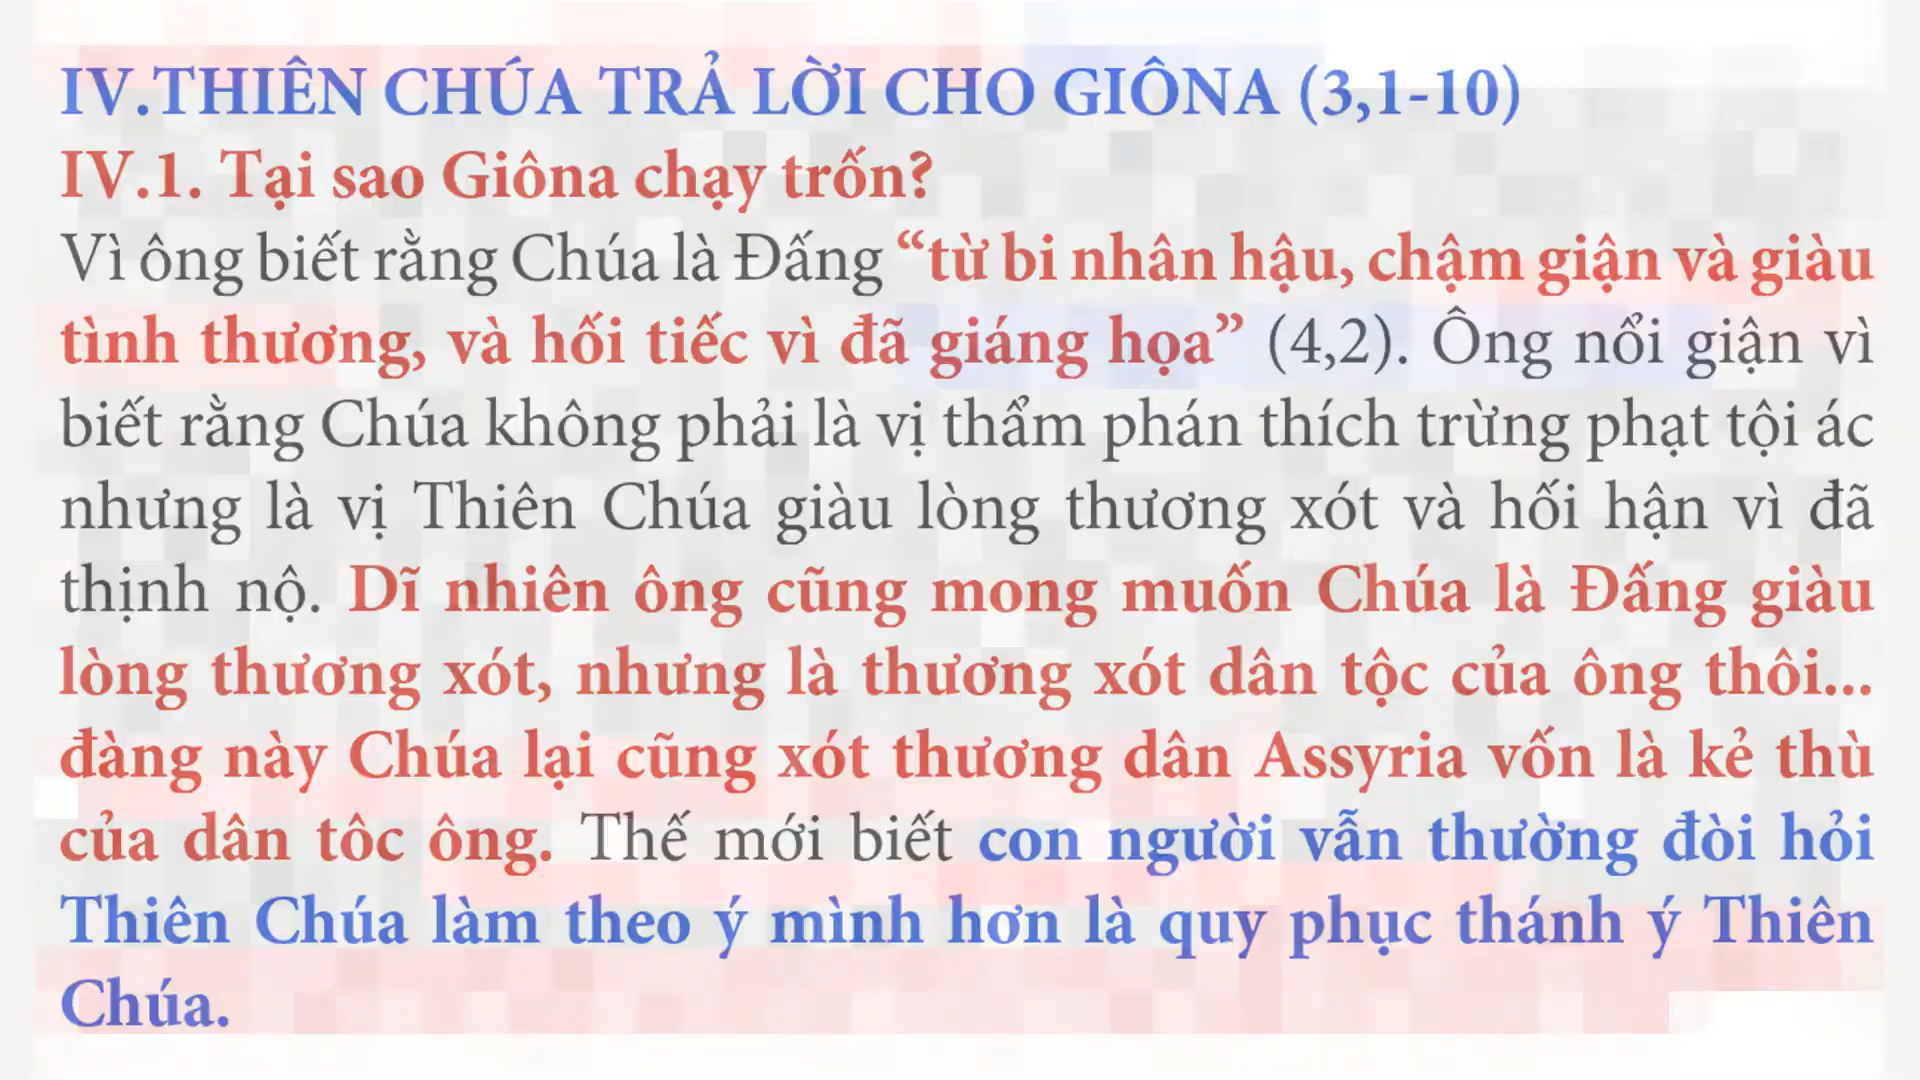 IV.THIÊN CHÚA TRẢ LỜI CHO GIÔNA (3,1-10)
IV.1. Tại sao Giôna chạy trốn?
Vì ông biết rằng Chúa là Đấng “từ bi nhân hậu, chậm giận và giàu
tình thương, và hối tiếc vì đã giáng họa” (4,2). Ông nổi giận vì
biết rằng Chúa không phải là vị thẩm phán thích trừng phạt tội ác
nhưng là vị Thiên Chúa giàu lòng thương xót và hối hận vì đã
thịnh nộ. Dĩ nhiên ông cũng mong muốn Chúa là Đấng giàu
lòng thương xót, nhưng là thương xót dân tộc của ông thôi...
đàng này Chúa lại cũng xót thương dân Assyria vốn là kẻ thù
của dân tôc ông. Thế mới biết con người vẫn thường đòi hỏi
Thiên Chúa làm theo ý mình hơn là quy phục thánh ý Thiên
Chúa.